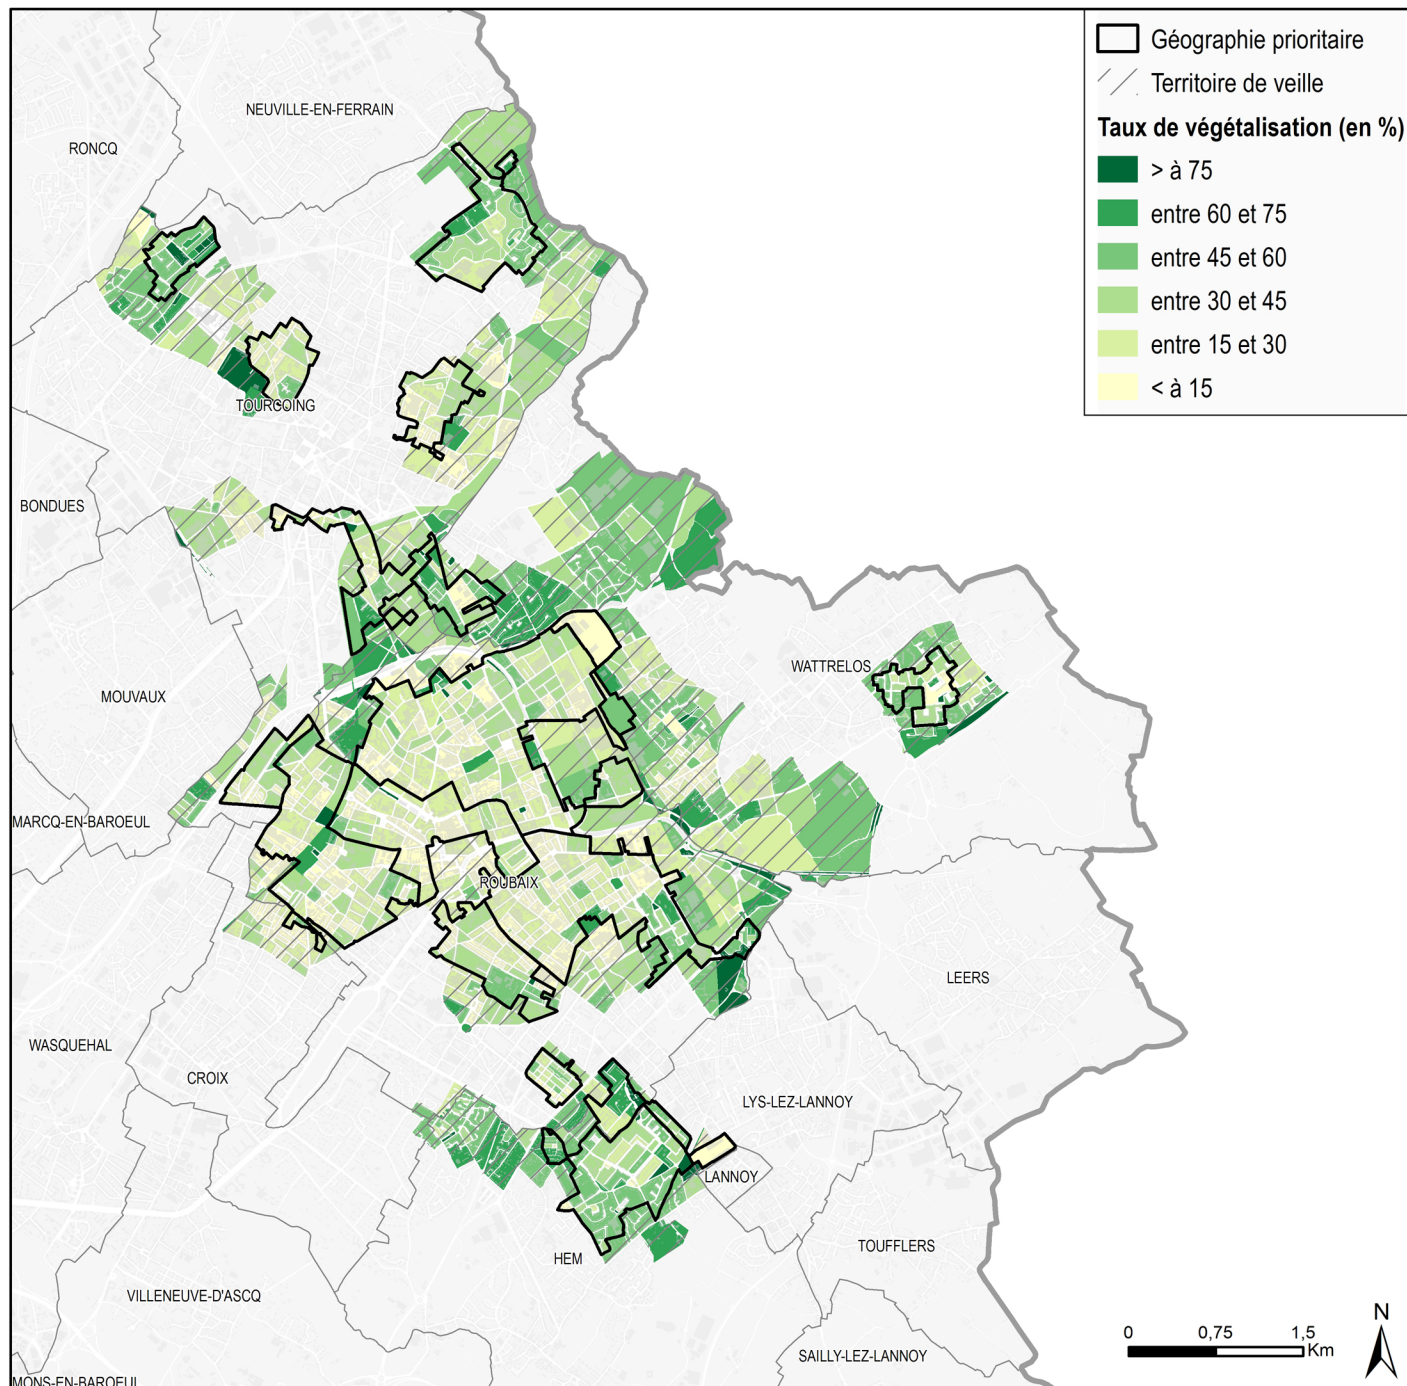 Géographie prioritaire
Territoire de veille
Taux de végétalisation (en %)
> à 75
entre 60 et 75
entre 45 et 60
entre 30 et 45
entre 15 et 30
< à 15
NEUVILLE-EN-FERRAIN
RONCQ
TOURCOING
BONDUES
WATTRELOS
MOUVAUX
MARCQ-EN-BAROEUL
ROUBAIX
LEERS
WASQUEHAL
CROIX
LYS-LEZ-LANNOY
LANNOY
TOUFFLERS
HEM
VILLENEUVE-D'ASCQ
SAILLY-LEZ-LANNOY
MONS-EN-BAROEUL
N
0 0,75 1,5
Km